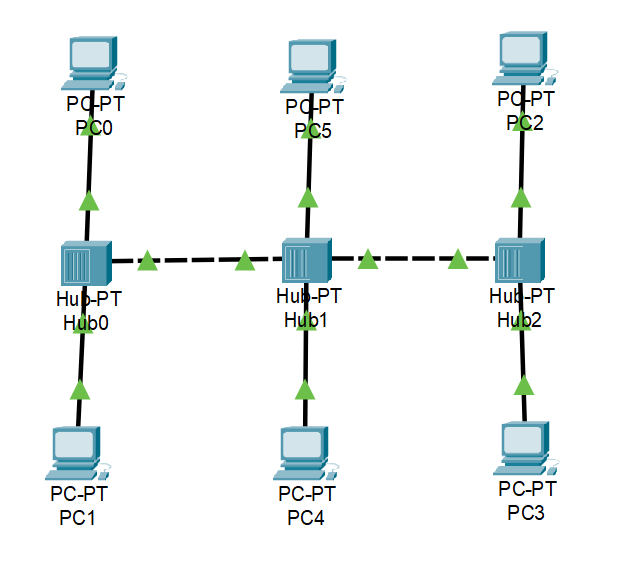 PC-PT
PC0
PC-PT
PC5
PC-PT
PC2
Hub-PT
Hub0
Hub-PT
Hub1
Hub-PT
Hub2
PC-PT
PC1
PC-PT
PC4
PC-PT
PC3